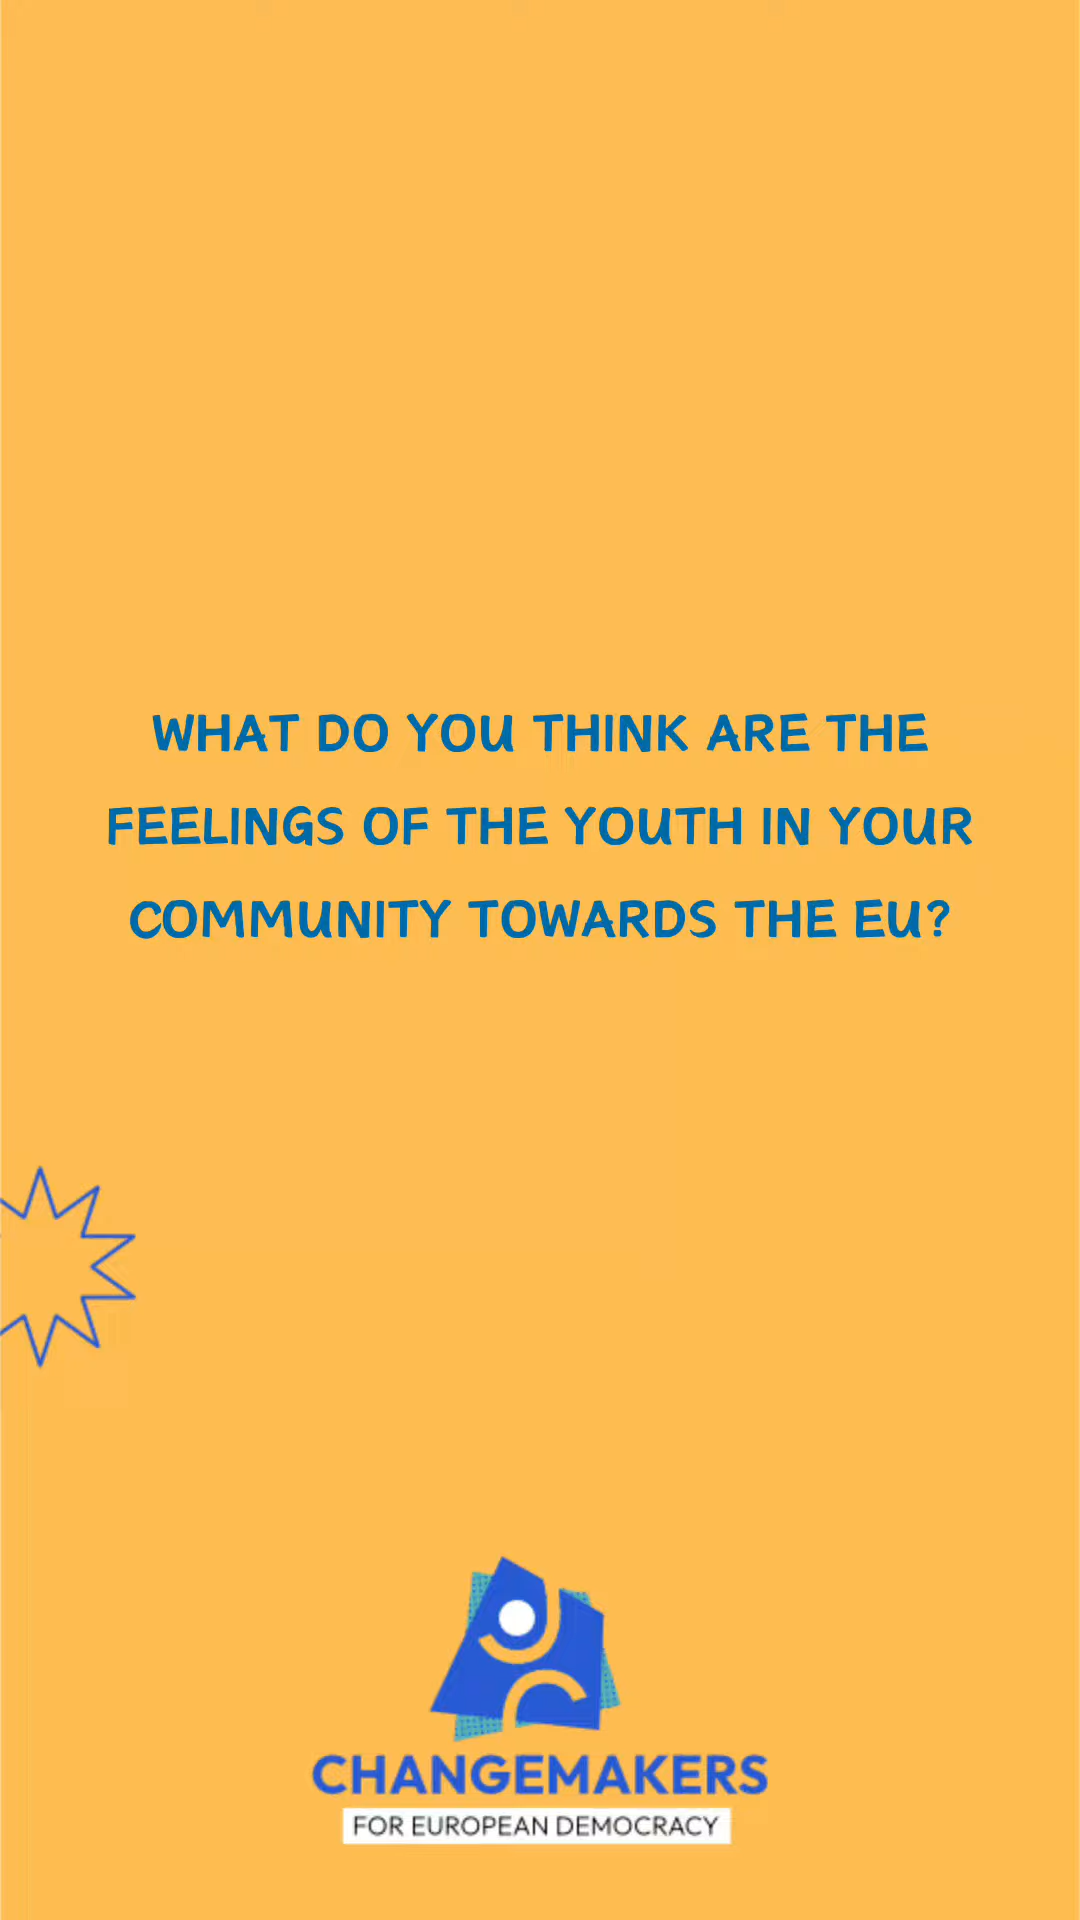 WHAT DO YOU THINK ARE THE
FEELINGS OF THE YOUTH IN YOUR
COMMUNITY TOWARDS THE EU?
CHANGEMAKERS
FOR EUROPEAN DEMOCRACY